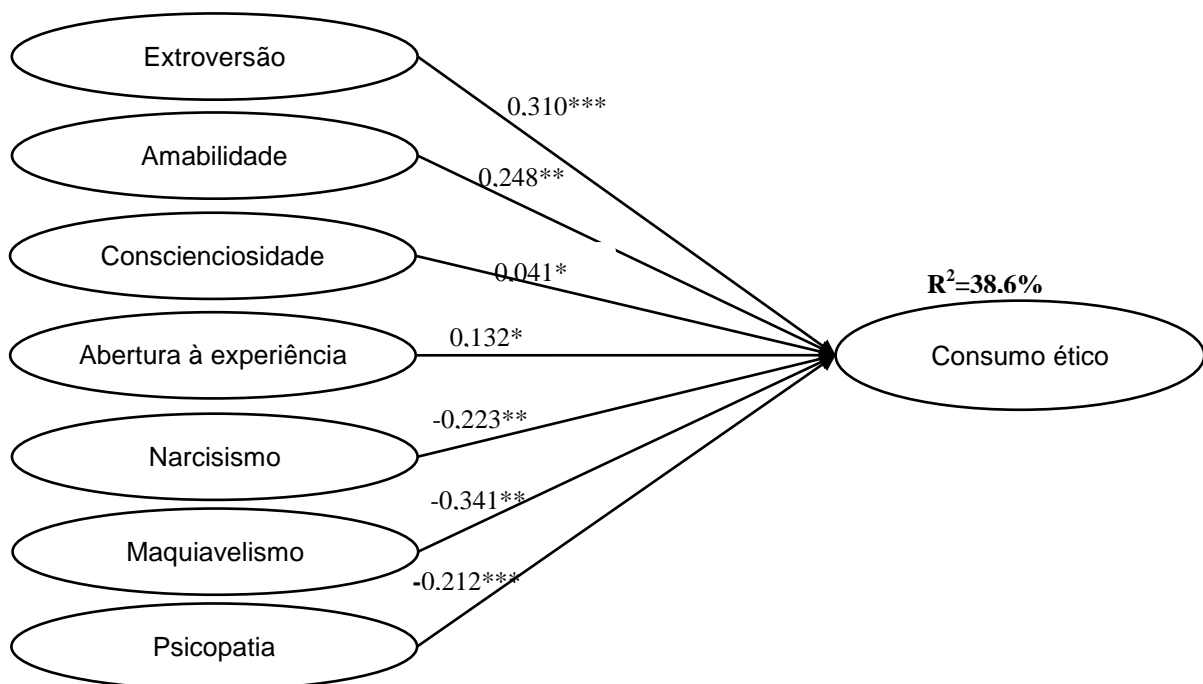 Extroversão
0.310***
Amabilidade
0.248**
Conscienciosidade
0.041*
R²=38.6%
Abertura à experiência
0.132*
Consumo ético
Narcisismo
-0.223**
Maquiavelismo
-0.341**
Psicopatia
-0.212***